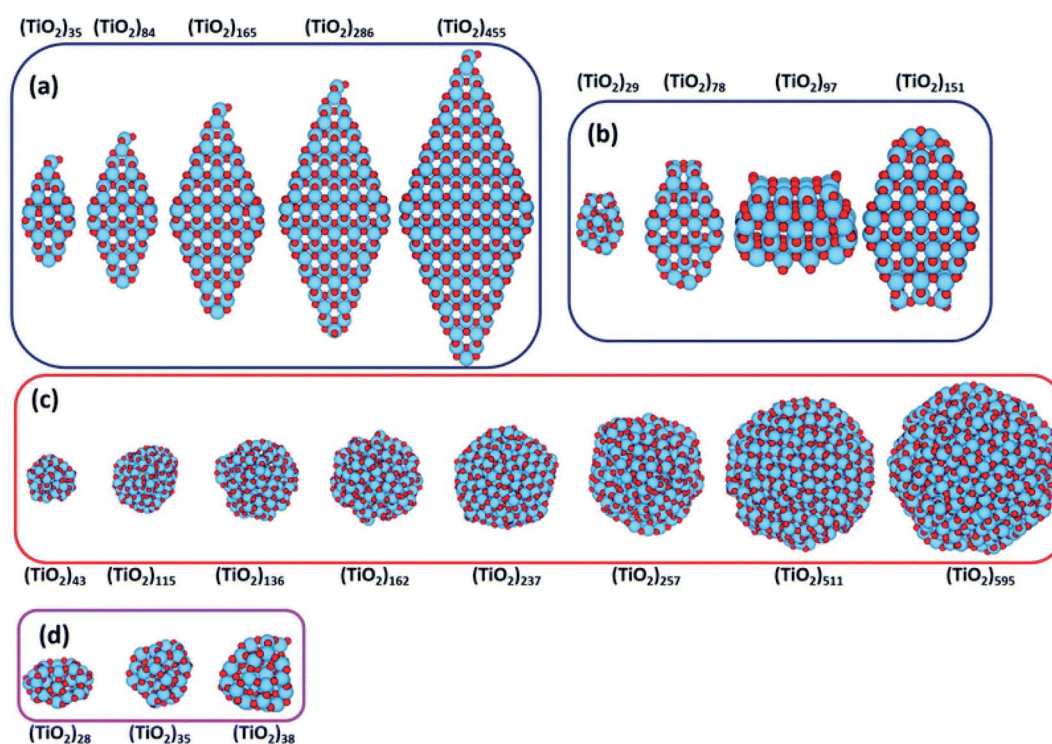 (TiO₂)₃₅ (TiO₂)₈₄ (TiO₂)₁₆₅ (TiO₂)₂₈₆ (TiO₂)₄₅₅
(a)
(TiO₂)₂₉ (TiO₂)₇₈ (TiO₂)₉₇ (TiO₂)₁₅₁
(b)
(c)
(TiO₂)₄₃ (TiO₂)₁₁₅ (TiO₂)₁₃₆ (TiO₂)₁₆₂ (TiO₂)₂₃₇ (TiO₂)₂₅₇ (TiO₂)₅₁₁ (TiO₂)₅₉₅
(d)
(TiO₂)₂₈ (TiO₂)₃₅ (TiO₂)₃₈